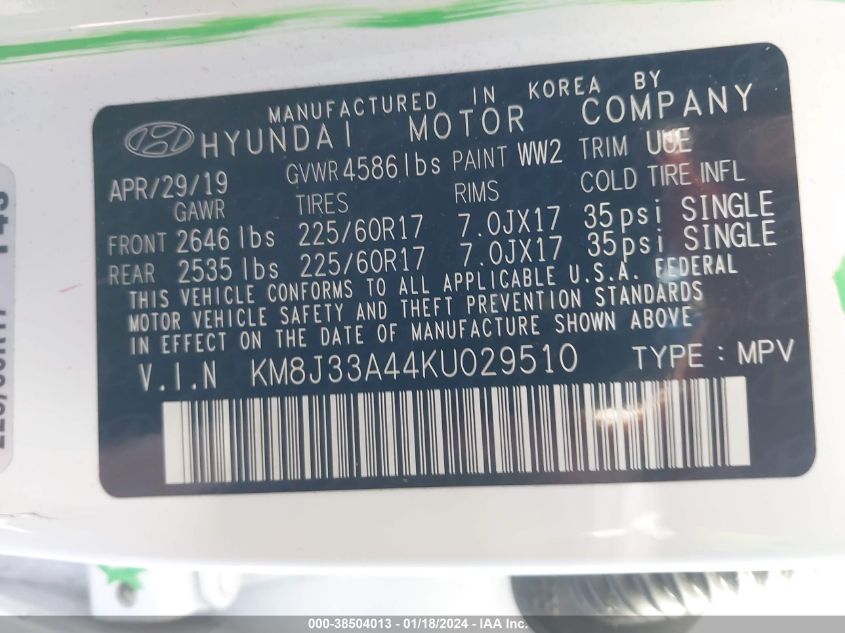 MANUFACTURED IN KOREA BY
HYUNDAI MOTOR COMPANY
APR/29/19 GVWR 4586 lbs PAINT WW2 TRIM UUE
GAWR TIRES RIMS COLD TIRE INFL
FRONT 2646 lbs 225/60R17 7.0JX17 35psi SINGLE
REAR 2535 lbs 225/60R17 7.0JX17 35psi SINGLE
THIS VEHICLE CONFORMS TO ALL APPLICABLE U.S.A. FEDERAL
MOTOR VEHICLE SAFETY AND THEFT PREVENTION STANDARDS
IN EFFECT ON THE DATE OF MANUFACTURE SHOWN ABOVE
V.I.N KM8J33A44KU029510 TYPE : MPV
000-38504013 - 01/18/2024 - IAA Inc.